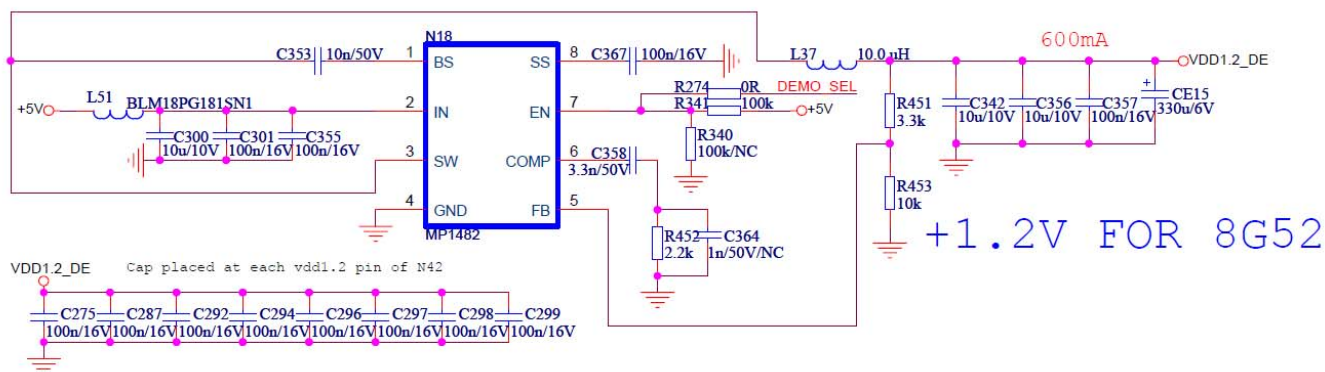 N18
600mA
C353
10n/50V
1
BS
SS
8
C367
100n/16V
L37
10.0 uH
VDD1.2_DE
R274
0R
DEMO_SEL
L51
BLM18PG181SN1
+5V
2
IN
EN
7
R341
100k
+5V
R451
3.3k
C342
10u/10V
C356
10u/10V
C357
100n/16V
+
CE15
330u/6V
C300
10u/10V
C301
100n/16V
C355
100n/16V
R340
100k/NC
3
SW
COMP
6
C358
3.3n/50V
4
GND
FB
5
MP1482
R453
10k
R452
2.2k
C364
1n/50V/NC
+1.2V FOR 8G52
VDD1.2_DE
Cap placed at each vdd1.2 pin of N42
C275
100n/16V
C287
100n/16V
C292
100n/16V
C294
100n/16V
C296
100n/16V
C297
100n/16V
C298
100n/16V
C299
100n/16V